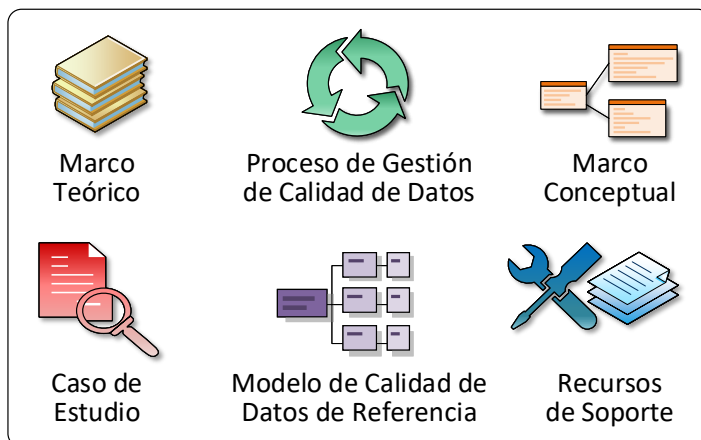 Marco
Teórico
Proceso de Gestión
de Calidad de Datos
Marco
Conceptual
Caso de
Estudio
Modelo de Calidad de
Datos de Referencia
Recursos
de Soporte